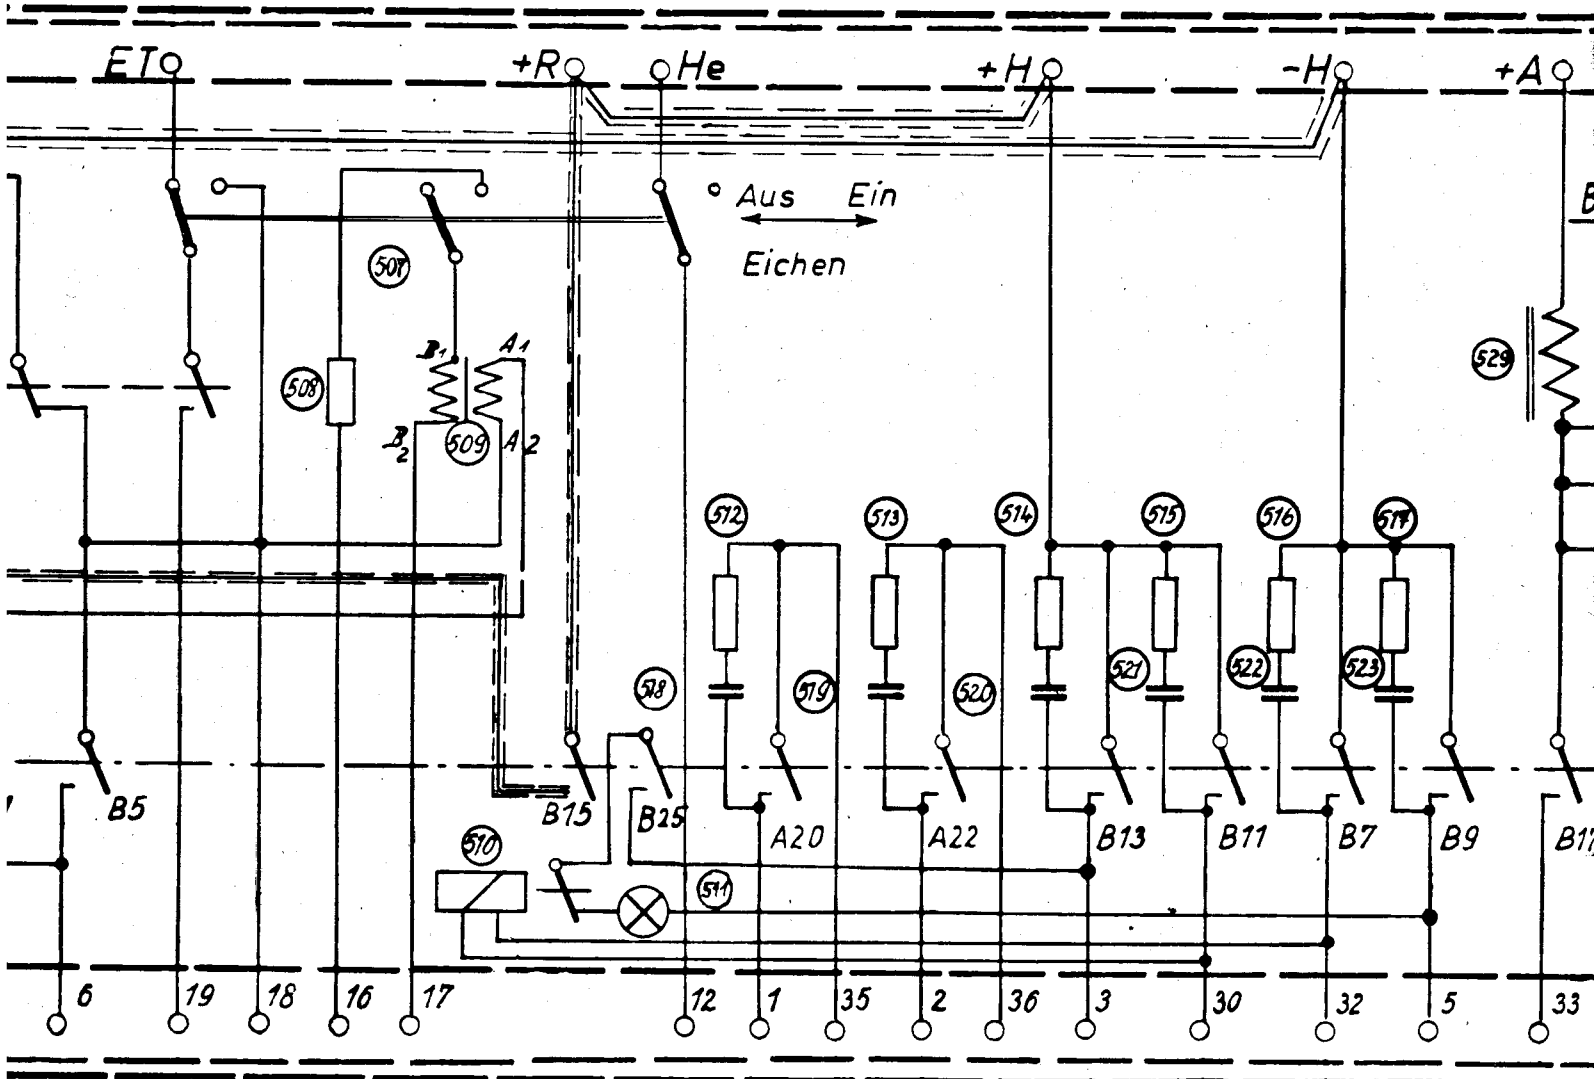 ET +R He +H -H +A
Aus Ein
Eichen
507
B1 A1
508
B2 509 A2
529
512 513 514 515 516 517
518 519 520 521 522 523
B5 B15 B25 A20 A22 B13 B11 B7 B9
510
511
6 19 18 16 17 12 1 35 2 36 3 30 32 5 33